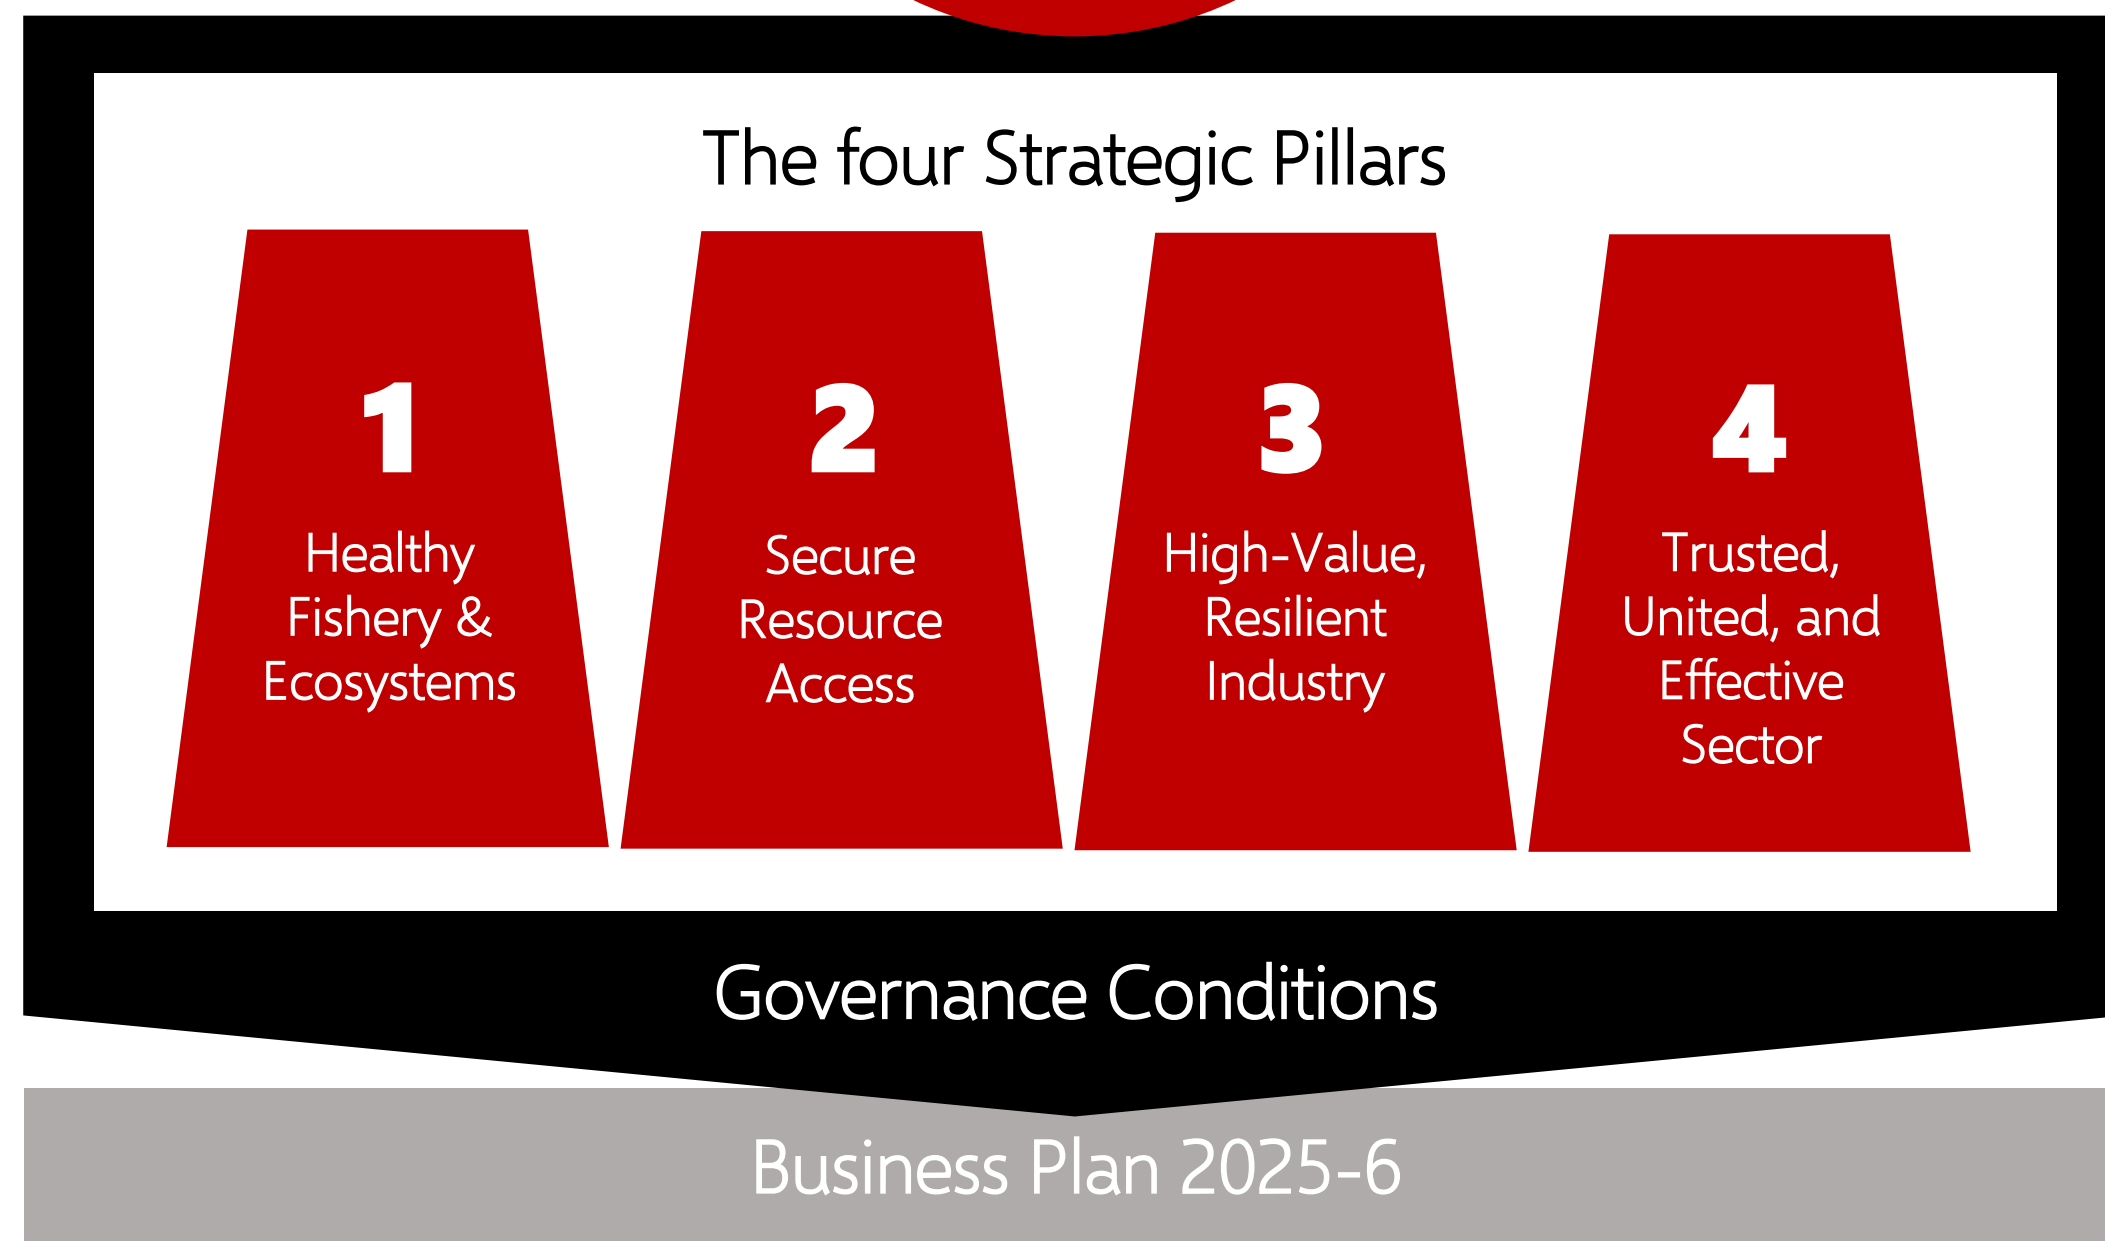 The four Strategic Pillars
1
Healthy
Fishery &
Ecosystems
2
Secure
Resource
Access
3
High-Value,
Resilient
Industry
4
Trusted,
United, and
Effective
Sector
Governance Conditions
Business Plan 2025-6